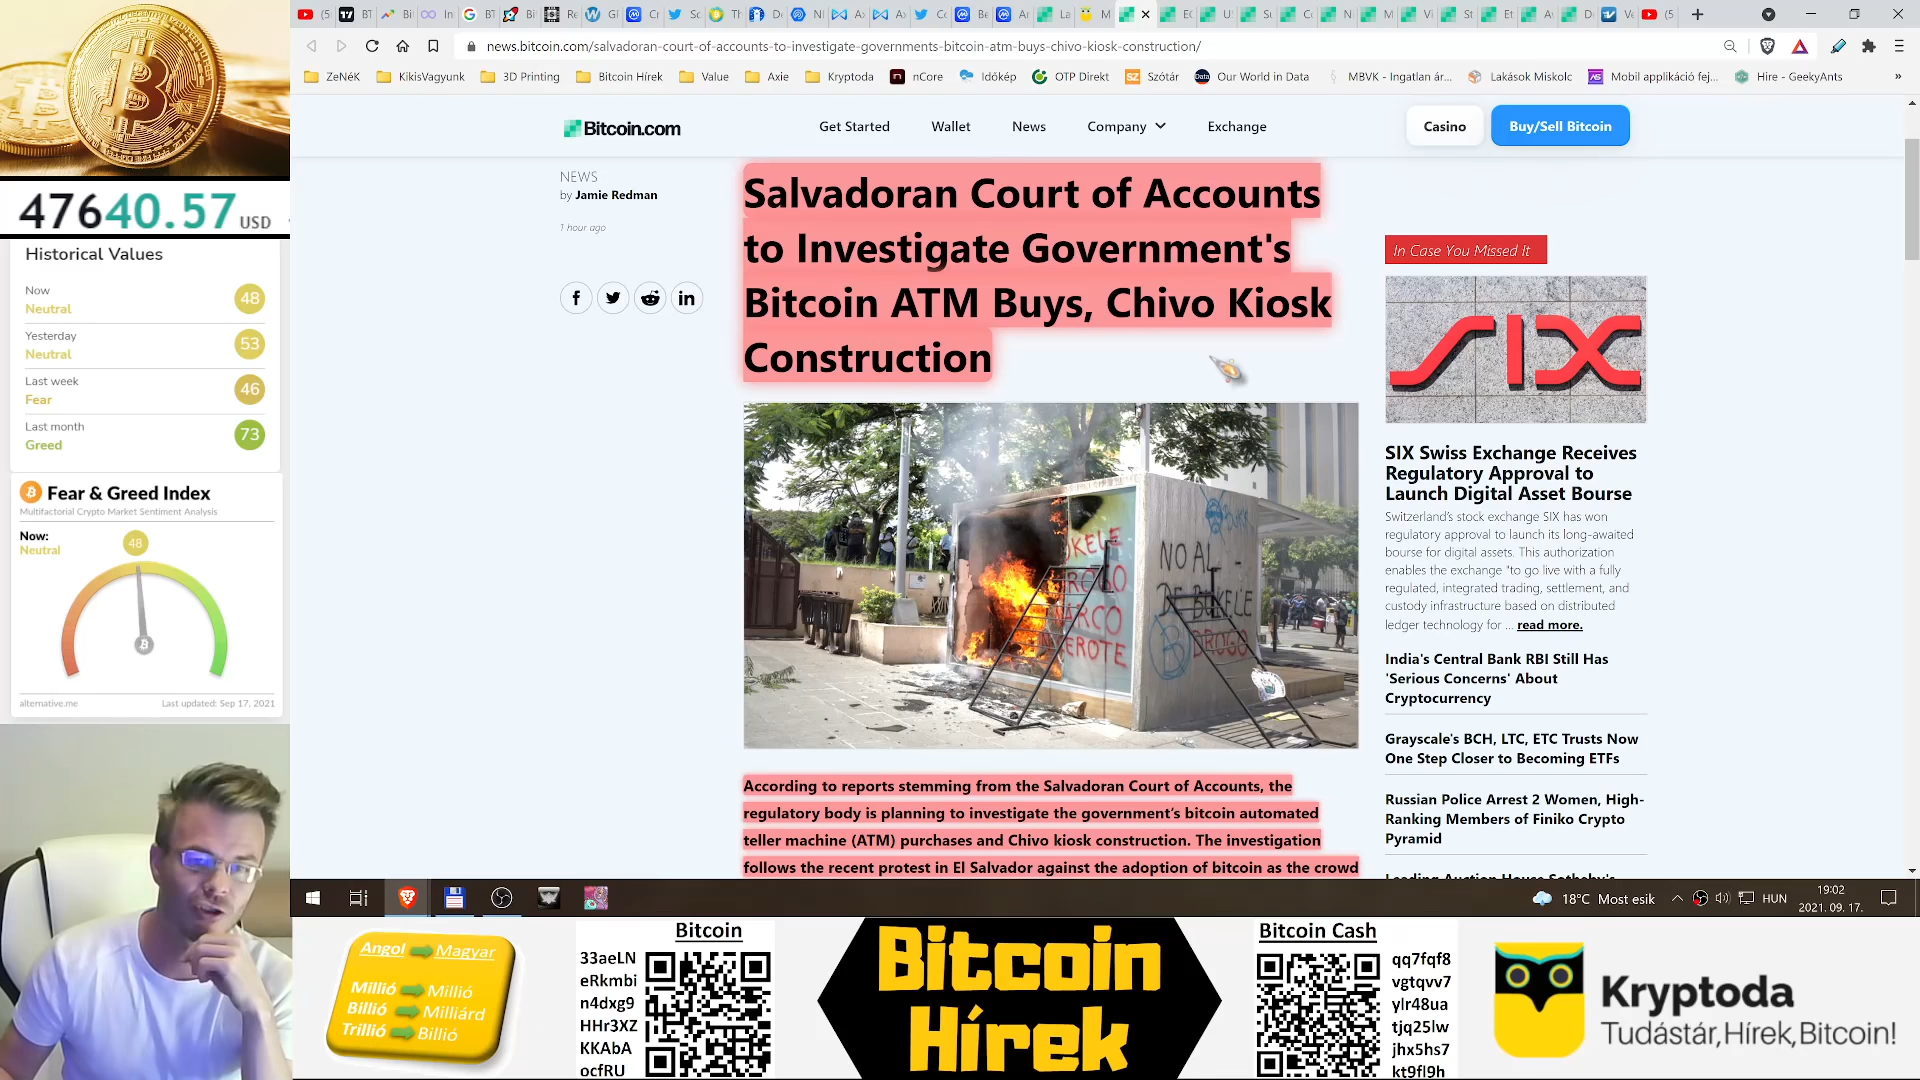 47640.57 USD
Historical Values
Now
Neutral
48
Yesterday
Neutral
53
Last week
Fear
46
Last month
Greed
73
Fear & Greed Index
Multifactorial Crypto Market Sentiment Analysis
Now:
Neutral
48
alternative.me
Last updated: Sep 17, 2021
news.bitcoin.com/salvadoran-court-of-accounts-to-investigate-governments-bitcoin-atm-buys-chivo-kiosk-construction/
ZeNéK
KikisVagyunk
3D Printing
Bitcoin Hírek
Value
Axie
Kryptoda
nCore
Időkép
OTP Direkt
Szótár
Our World in Data
MBVK - Ingatlan ár...
Lakások Miskolc
Mobil applikáció fej...
Hire - GeekyAnts
Bitcoin.com
Get Started
Wallet
News
Company
Exchange
Casino
Buy/Sell Bitcoin
NEWS
by Jamie Redman
1 hour ago
Salvadoran Court of Accounts
to Investigate Government's
Bitcoin ATM Buys, Chivo Kiosk
Construction
NO AL
DE BUKELE
According to reports stemming from the Salvadoran Court of Accounts, the
regulatory body is planning to investigate the government's bitcoin automated
teller machine (ATM) purchases and Chivo kiosk construction. The investigation
follows the recent protest in El Salvador against the adoption of bitcoin as the crowd
In Case You Missed It
SIX
SIX Swiss Exchange Receives
Regulatory Approval to
Launch Digital Asset Bourse
Switzerland's stock exchange SIX has won
regulatory approval to launch its long-awaited
bourse for digital assets. This authorization
enables the exchange "to go live with a fully
regulated, integrated trading, settlement, and
custody infrastructure based on distributed
ledger technology for ... read more.
India's Central Bank RBI Still Has
'Serious Concerns' About
Cryptocurrency
Grayscale's BCH, LTC, ETC Trusts Now
One Step Closer to Becoming ETFs
Russian Police Arrest 2 Women, High-
Ranking Members of Finiko Crypto
Pyramid
Leading Auction House Sotheby's
18°C Most esik
HUN
19:02
2021. 09. 17.
Angol Magyar
Millió Millió
Billió Milliárd
Trillió Billió
Bitcoin
33aeLN
eRkmbi
n4dxg9
HHr3XZ
KKAbA
ocfRU
Bitcoin
Hírek
Bitcoin Cash
qq7fqf8
vgtqvv7
ylr48ua
tjq25lw
jhx5hs7
kt9fl9h
Kryptoda
Tudástár,Hírek,Bitcoin!